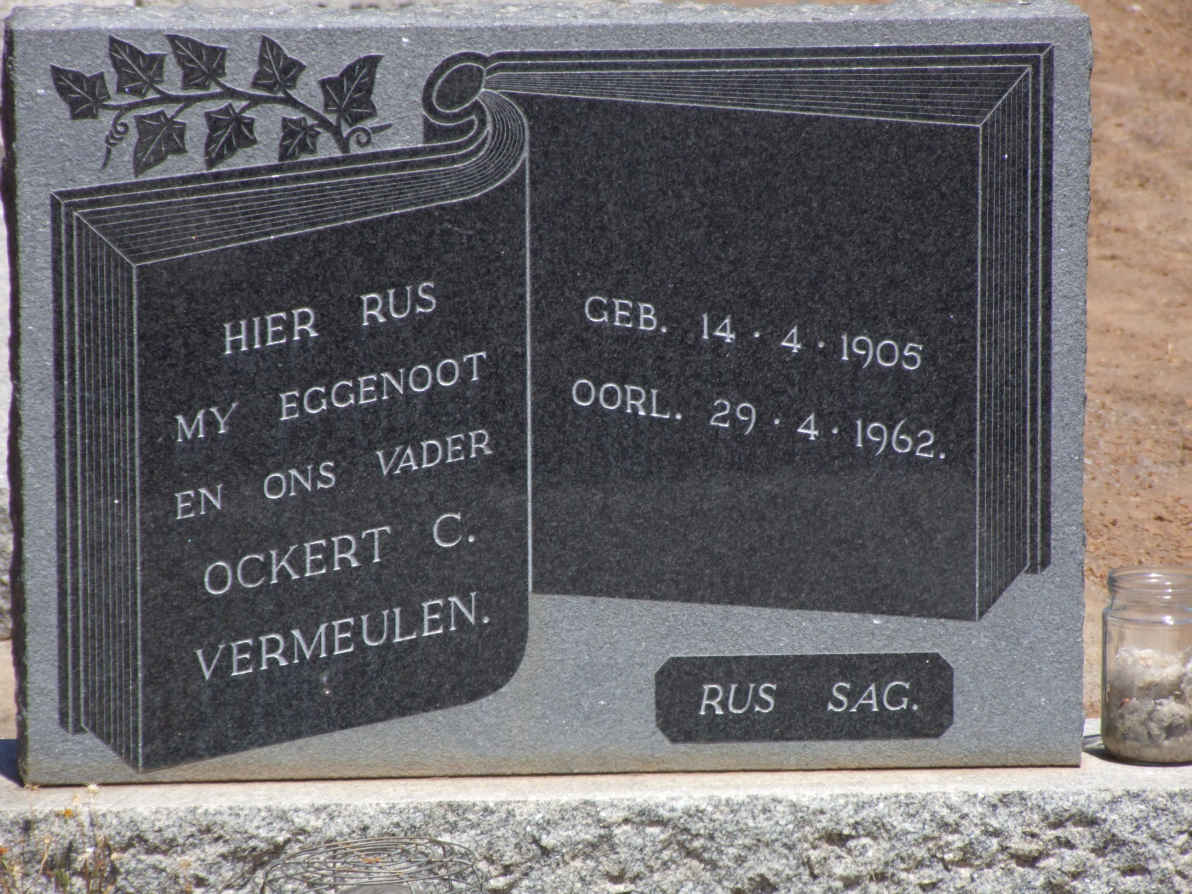 HIER RUS
MY EGGENOOT
EN ONS VADER
OCKERT C.
VERMEULEN.
GEB. 14 · 4 · 1905
OORL. 29 · 4 · 1962.
RUS SAG.